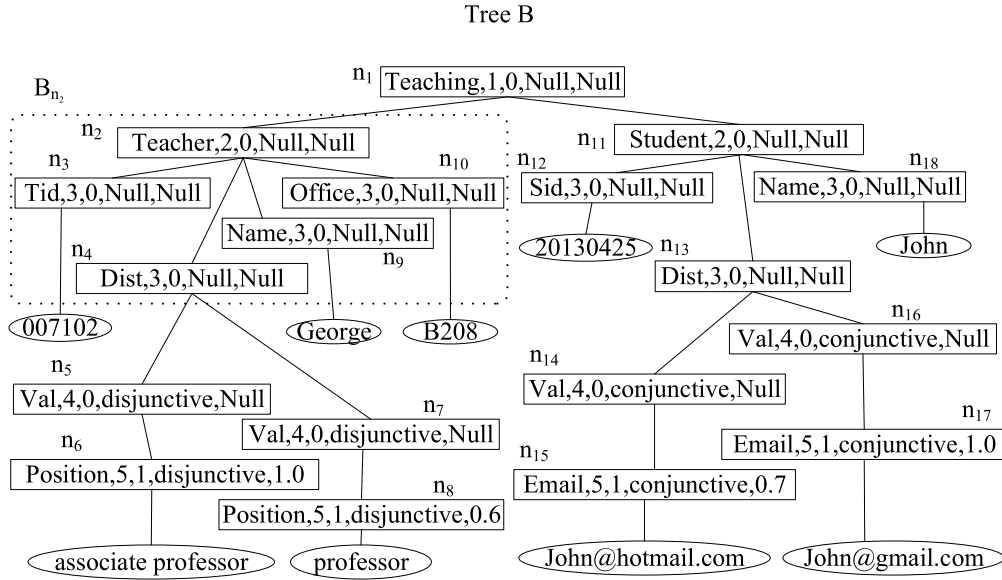 Tree B
n1 Teaching,1,0,Null,Null
Bn2
n2 Teacher,2,0,Null,Null
n11 Student,2,0,Null,Null
n3 Tid,3,0,Null,Null
n10 Office,3,0,Null,Null
n12 Sid,3,0,Null,Null
n18 Name,3,0,Null,Null
Name,3,0,Null,Null n9
20130425
John
n4 Dist,3,0,Null,Null
n13 Dist,3,0,Null,Null
007102
George
B208
n16 Val,4,0,conjunctive,Null
n5 Val,4,0,disjunctive,Null
n14 Val,4,0,conjunctive,Null
n7 Val,4,0,disjunctive,Null
n17 Email,5,1,conjunctive,1.0
n6 Position,5,1,disjunctive,1.0
n15 Email,5,1,conjunctive,0.7
n8 Position,5,1,disjunctive,0.6
associate professor
professor
John@hotmail.com
John@gmail.com